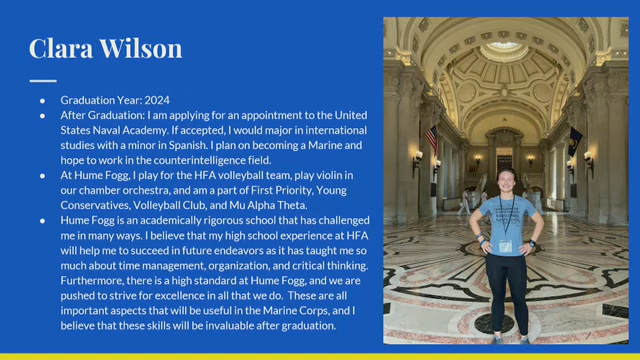 Clara Wilson
● Graduation Year: 2024
● After Graduation: I am applying for an appointment to the United
States Naval Academy. If accepted, I would major in international
studies with a minor in Spanish. I plan on becoming a Marine and
hope to work in the counterintelligence field.
● At Hume Fogg, I play for the HFA volleyball team, play violin in
our chamber orchestra, and am a part of First Priority, Young
Conservatives, Volleyball Club, and Mu Alpha Theta.
● Hume Fogg is an academically rigorous school that has challenged
me in many ways. I believe that my high school experience at HFA
will help me to succeed in future endeavors as it has taught me so
much about time management, organization, and critical thinking.
Furthermore, there is a high standard at Hume Fogg, and we are
pushed to strive for excellence in all that we do. These are all
important aspects that will be useful in the Marine Corps, and I
believe that these skills will be invaluable after graduation.